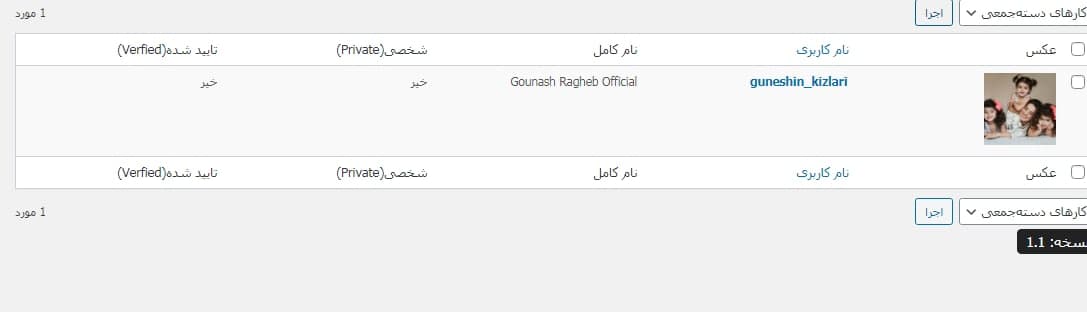 کارهای دسته‌جمعی اجرا 1 مورد
عکس نام کاربری نام کامل شخصی(Private) تایید شده(Verfied)
guneshin_kizlari Gounash Ragheb Official خیر خیر
عکس نام کاربری نام کامل شخصی(Private) تایید شده(Verfied)
کارهای دسته‌جمعی اجرا 1 مورد
نسخه: 1.1